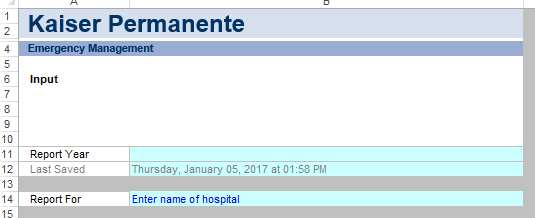 A B
1 Kaiser Permanente
2
4 Emergency Management
5
6 Input
7
8
9
10
11 Report Year
12 Last Saved Thursday, January 05, 2017 at 01:58 PM
13
14 Report For Enter name of hospital
15